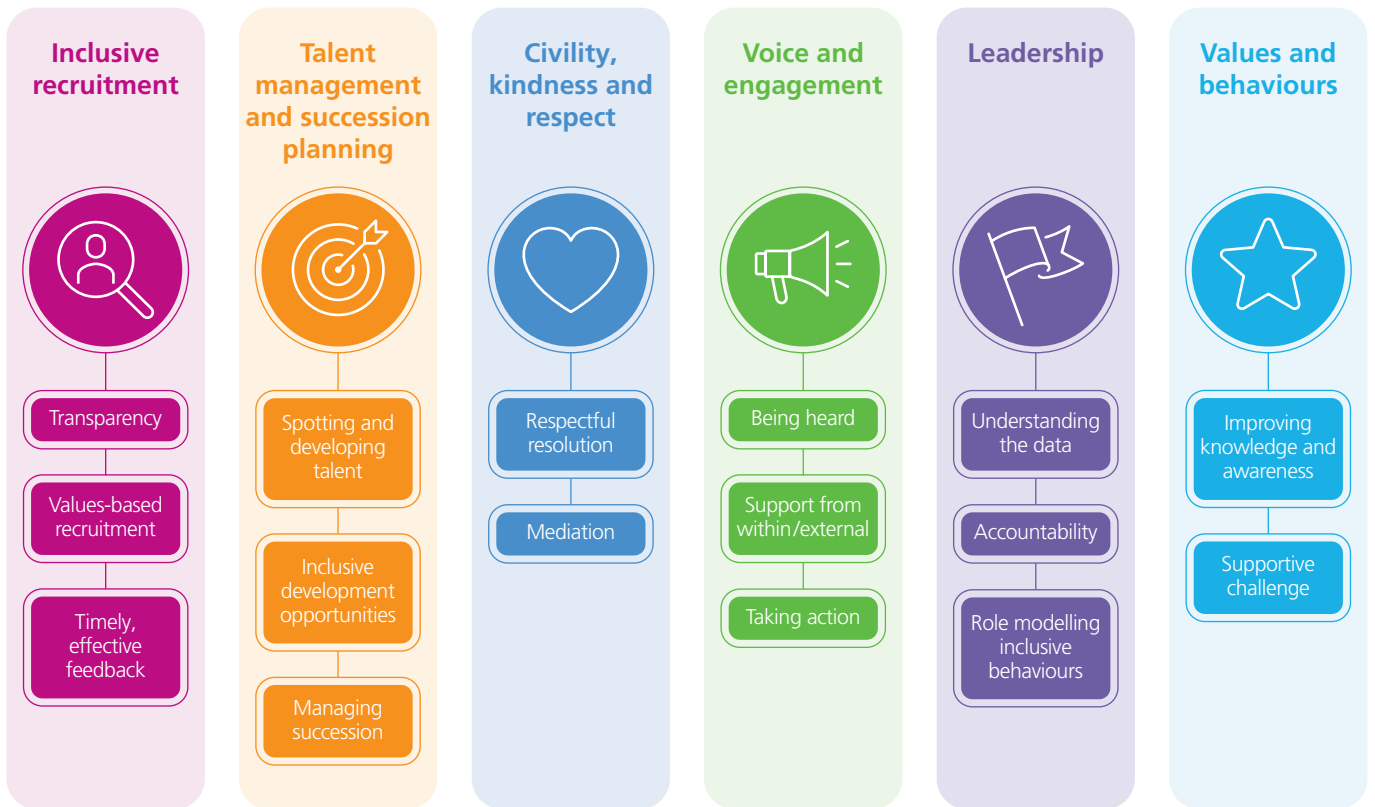 Inclusive
recruitment
Transparency
Values-based
recruitment
Timely,
effective
feedback
Talent
management
and succession
planning
Spotting and
developing
talent
Inclusive
development
opportunities
Managing
succession
Civility,
kindness and
respect
Respectful
resolution
Mediation
Voice and
engagement
Being heard
Support from
within/external
Taking action
Leadership
Understanding
the data
Accountability
Role modelling
inclusive
behaviours
Values and
behaviours
Improving
knowledge and
awareness
Supportive
challenge